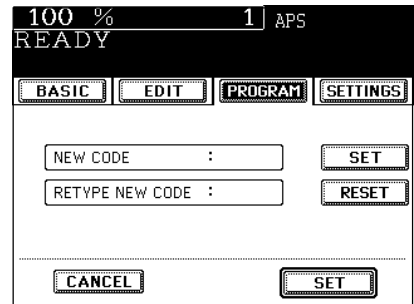 100 % 1 APS
READY
BASIC EDIT PROGRAM SETTINGS
NEW CODE : SET
RETYPE NEW CODE : RESET
CANCEL SET